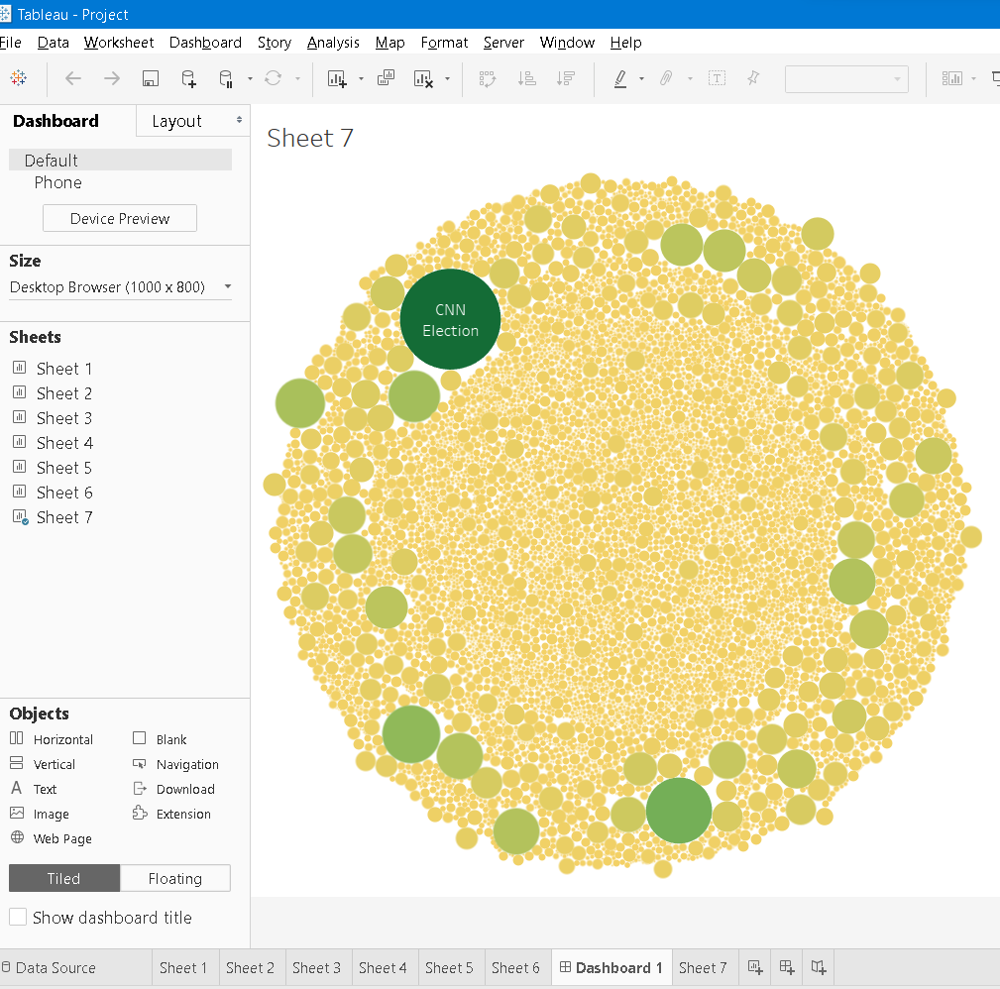 Tableau - Project
File Data Worksheet Dashboard Story Analysis Map Format Server Window Help
Dashboard Layout
Default
Phone
Device Preview
Size
Desktop Browser (1000 x 800)
Sheets
Sheet 1
Sheet 2
Sheet 3
Sheet 4
Sheet 5
Sheet 6
Sheet 7
Objects
Horizontal Blank
Vertical Navigation
A Text Download
Image Extension
Web Page
Tiled Floating
Show dashboard title
Sheet 7
CNN
Election
Data Source Sheet 1 Sheet 2 Sheet 3 Sheet 4 Sheet 5 Sheet 6 Dashboard 1 Sheet 7